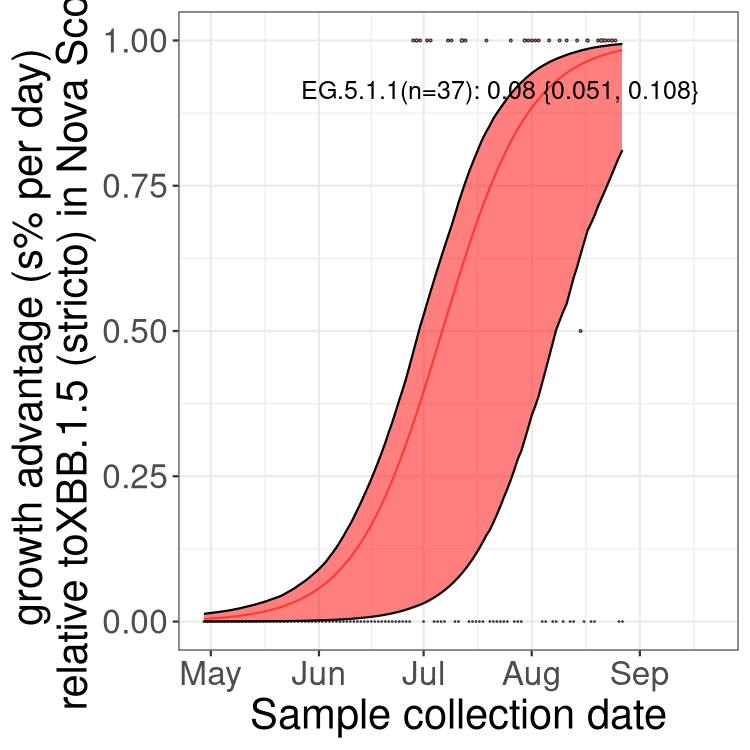 growth advantage (s% per day)
relative toXBB.1.5 (stricto) in Nova Sco
1.00
0.75
0.50
0.25
0.00
EG.5.1.1(n=37): 0.08 {0.051, 0.108}
May Jun Jul Aug Sep
Sample collection date